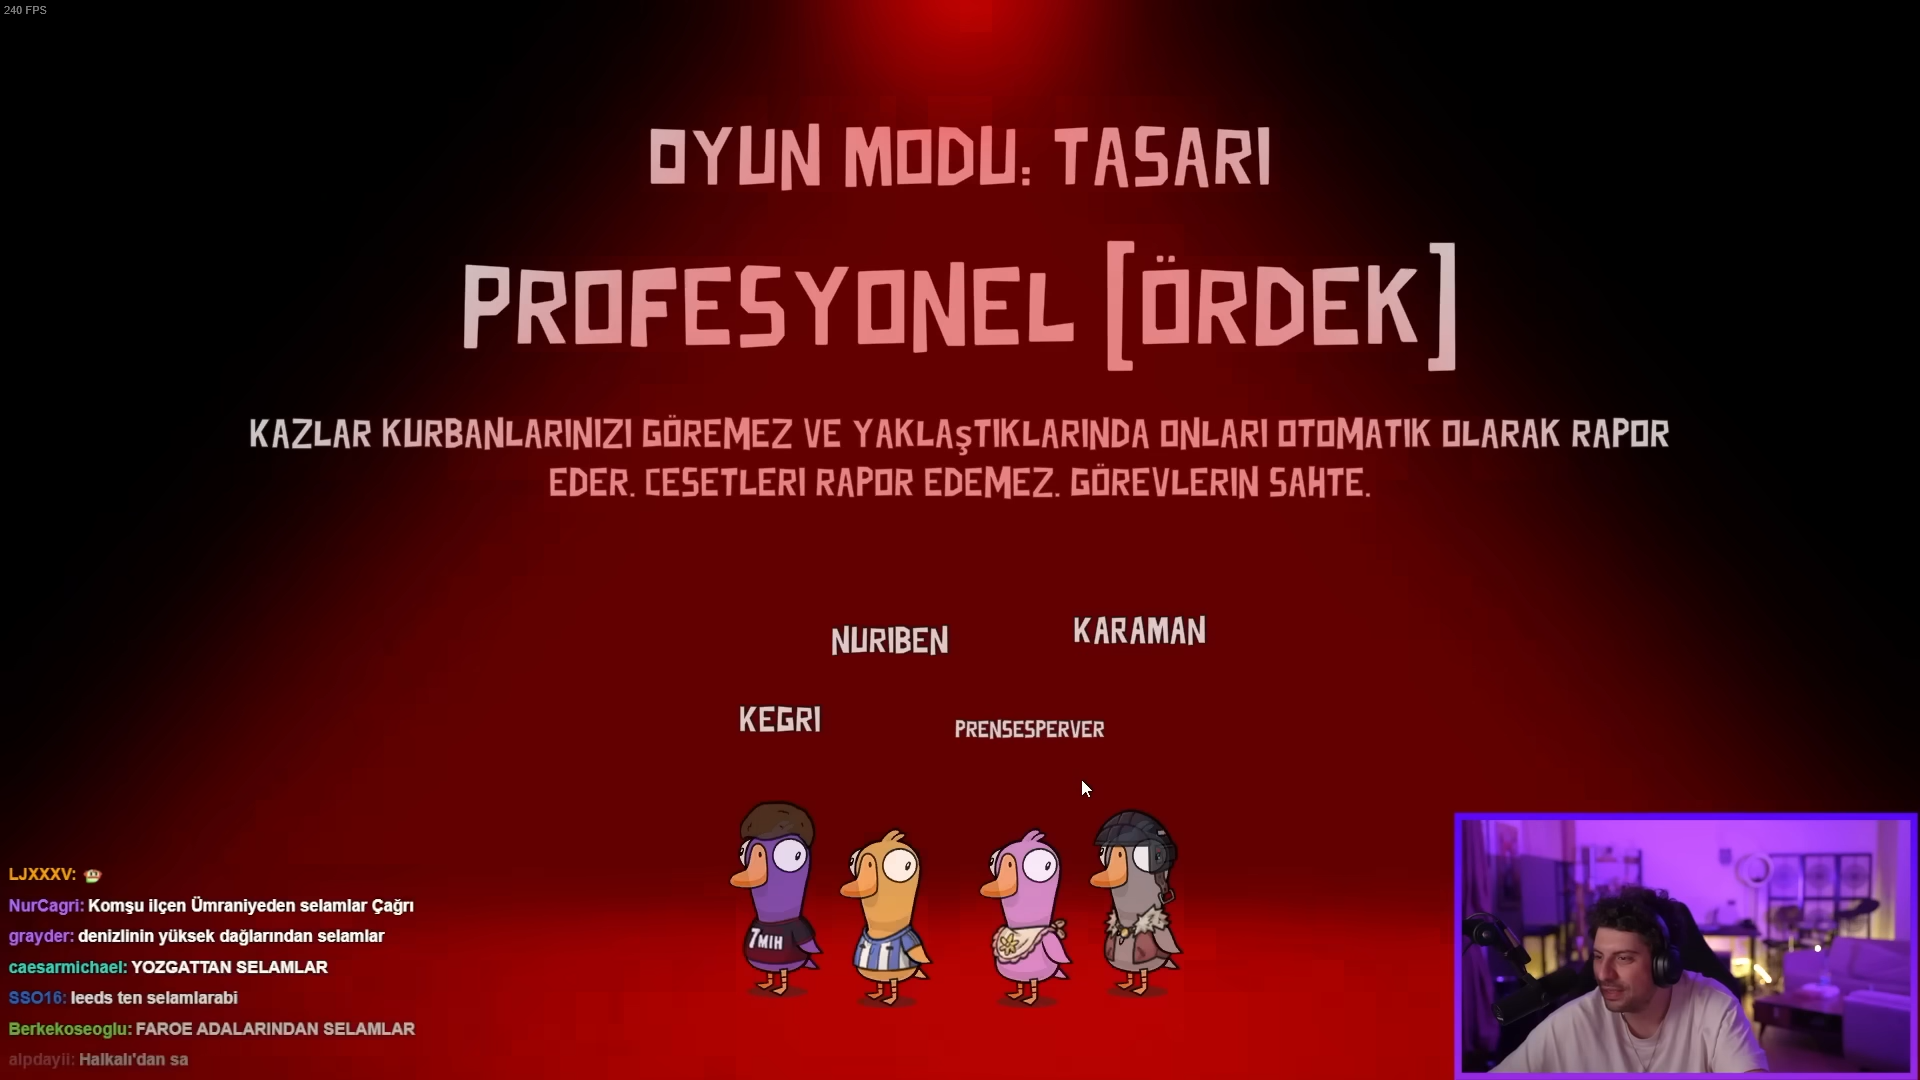 240 FPS
OYUN MODU: TASARI
PROFESYONEL [ÖRDEK]
KAZLAR KURBANLARINIZI GÖREMEZ VE YAKLAŞTIKLARINDA ONLARI OTOMATIK OLARAK RAPOR
EDER. CESETLERI RAPOR EDEMEZ. GÖREVLERIN SAHTE.
NURIBEN
KARAMAN
KEGRI
PRENSESPERVER
7MIH
LJXXXV:
NurCagri: Komşu ilçen Ümraniyeden selamlar Çağrı
grayder: denizlinin yüksek dağlarından selamlar
caesarmichael: YOZGATTAN SELAMLAR
SSO16: leeds ten selamlarabi
Berkekoseoglu: FAROE ADALARINDAN SELAMLAR
alpdayii: Halkalı'dan sa